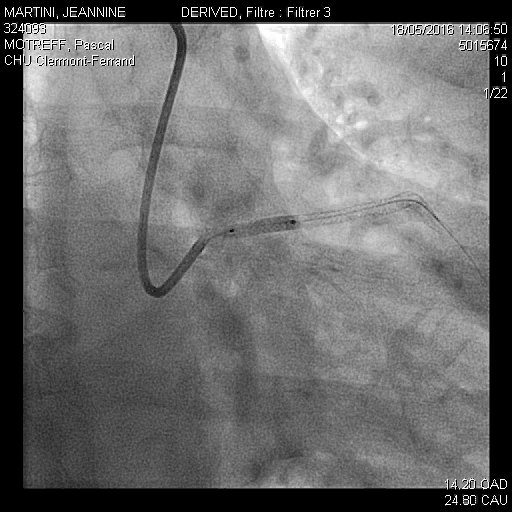 MARTINI, JEANNINE DERIVED, Filtre : Filtrer 3
324093 18/05/2016 14:06:50
MOTREFF, Pascal 5015674
CHU Clermont-Ferrand 10
1
1/22
14.20 OAD
24.80 CAU